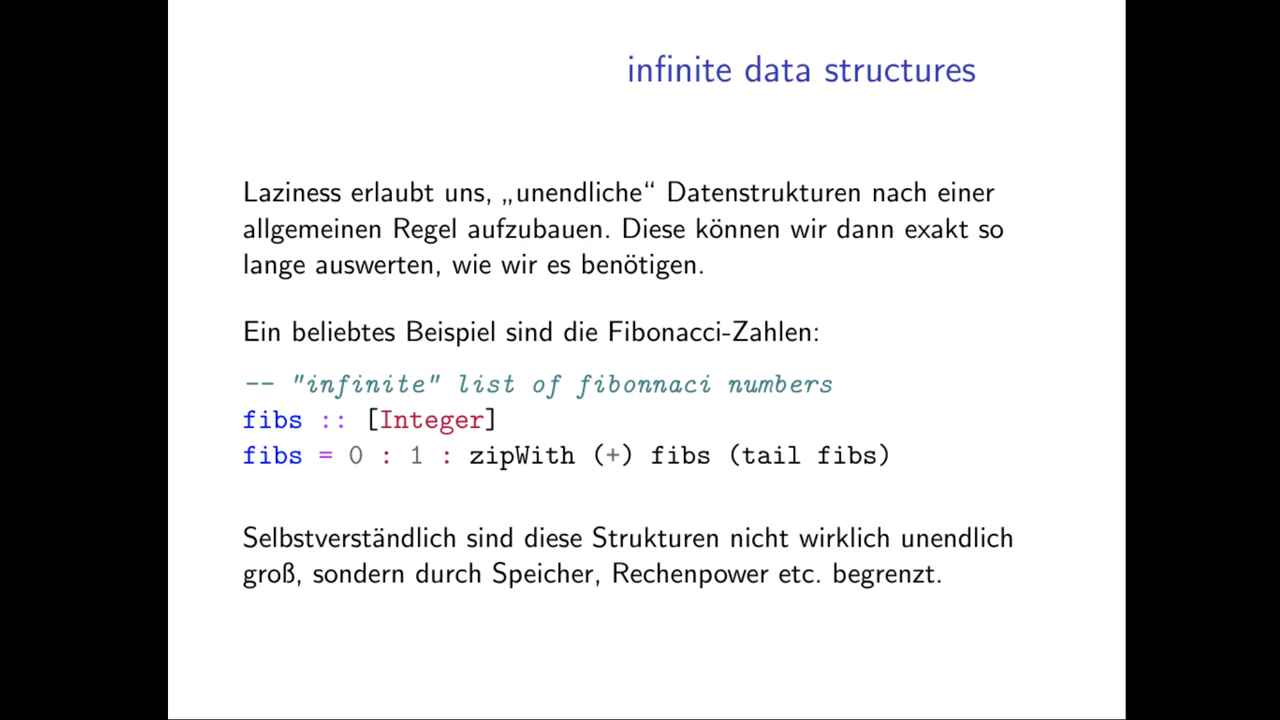 infinite data structures
Laziness erlaubt uns, „unendliche“ Datenstrukturen nach einer
allgemeinen Regel aufzubauen. Diese können wir dann exakt so
lange auswerten, wie wir es benötigen.
Ein beliebtes Beispiel sind die Fibonacci-Zahlen:
-- "infinite" list of fibonnaci numbers
fibs :: [Integer]
fibs = 0 : 1 : zipWith (+) fibs (tail fibs)
Selbstverständlich sind diese Strukturen nicht wirklich unendlich
groß, sondern durch Speicher, Rechenpower etc. begrenzt.